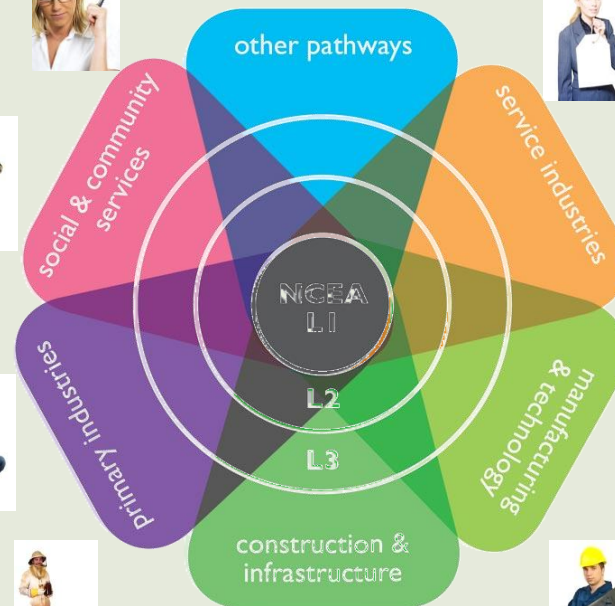 other pathways
social & community
services
service industries
NCEA
L1
L2
L3
primary industries
manufacturing
& technology
construction &
infrastructure